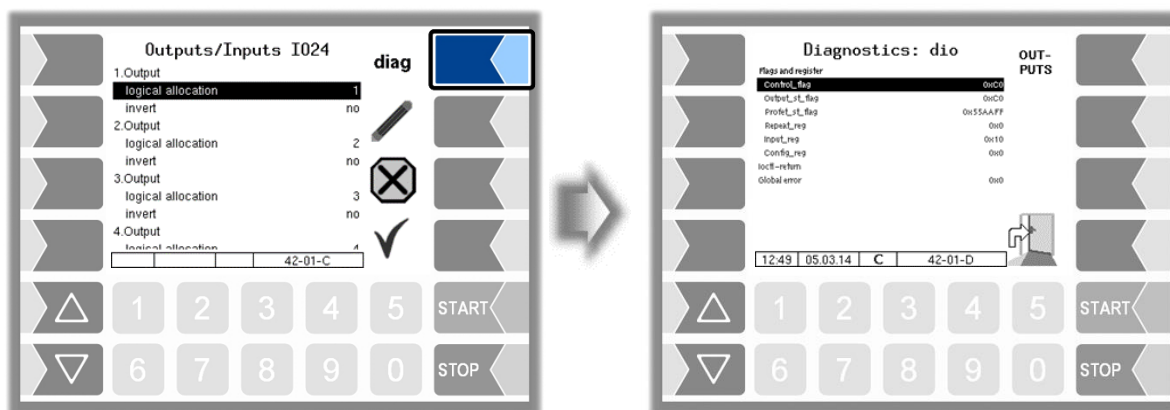 Outputs/Inputs IO24
diag
1.Output
logical allocation 1
invert no
2.Output
logical allocation 2
invert no
3.Output
logical allocation 3
invert no
4.Output
logical allocation 4
42-01-C
1 2 3 4 5 START
6 7 8 9 0 STOP
Diagnostics: dio
OUT-
PUTS
Flags and register
Control_flag 0xC0
Output_st_flag 0xC0
Profet_st_flag 0x55AAFF
Repeat_reg 0x0
Input_reg 0x10
Config_reg 0x0
Ioctl-return
Global error 0x0
12:49 05.03.14 C 42-01-D
1 2 3 4 5 START
6 7 8 9 0 STOP